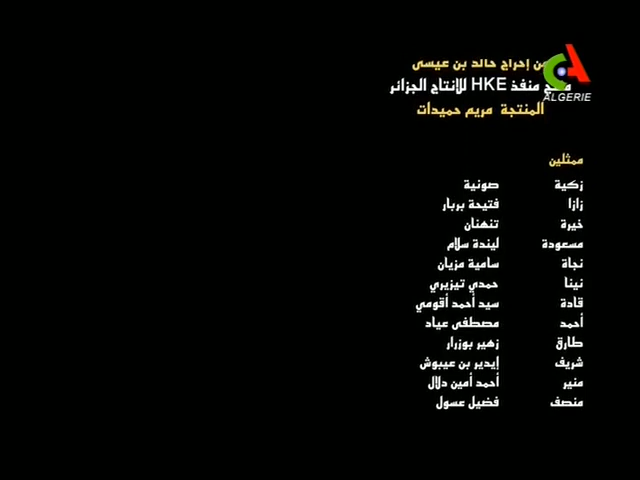 من إخراج خالد بن عيسى
منتج منفذ HKE للإنتاج الجزائر
ALGERIE
المنتجة مريم حميدات
ممثلين
زكية صونية
زازا فتيحة بربار
خيرة تنهنان
مسعودة ليندة سلام
نجاة سامية مزيان
نينا حمدي تيزيري
قادة سيد أحمد أقومي
أحمد مصطفى عياد
طارق زهير بوزرار
شريف إيدير بن عيبوش
منير أحمد أمين دلال
منصف فضيل عسول